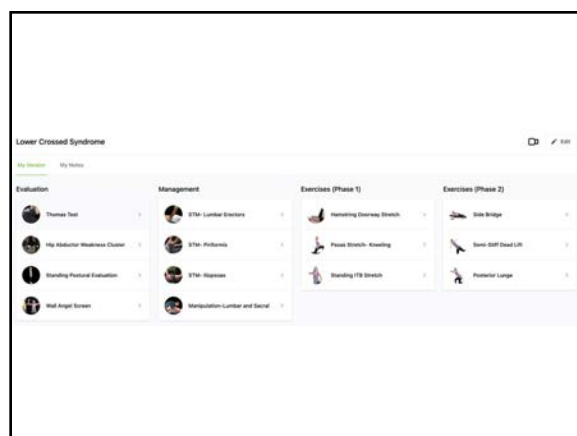 Lower Crossed Syndrome
Edit
My Version
My Notes
Evaluation
Thomas Test
Hip Abductor Weakness Cluster
Standing Postural Evaluation
Wall Angel Screen
Management
STM- Lumbar Erectors
STM- Piriformis
STM- Iliopsoas
Manipulation-Lumbar and Sacral
Exercises (Phase 1)
Hamstring Doorway Stretch
Psoas Stretch- Kneeling
Standing ITB Stretch
Exercises (Phase 2)
Side Bridge
Semi-Stiff Dead Lift
Posterior Lunge